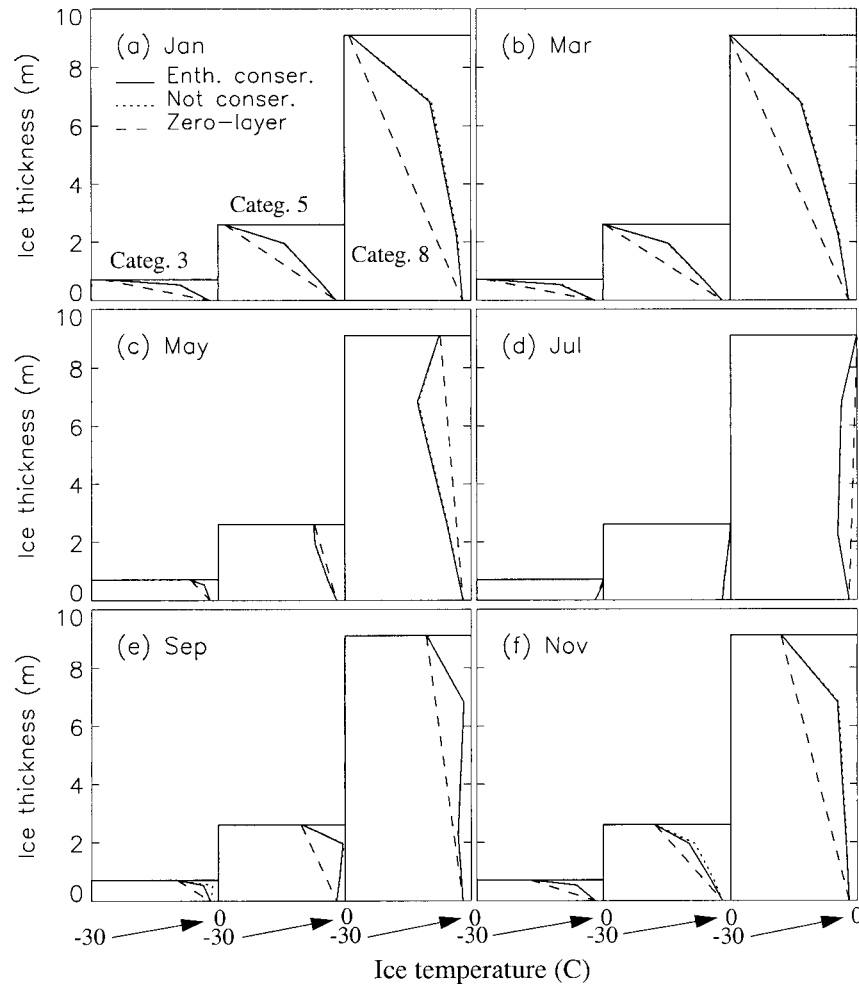 10
8
6
4
2
0
Ice thickness (m)
(a) Jan
Enth. conser.
Not conser.
Zero-layer
Categ. 3
Categ. 5
Categ. 8
(b) Mar
10
8
6
4
2
0
Ice thickness (m)
(c) May
(d) Jul
10
8
6
4
2
0
Ice thickness (m)
(e) Sep
(f) Nov
0 0 0 0 0 0
-30 -30 -30 -30 -30 -30
Ice temperature (C)